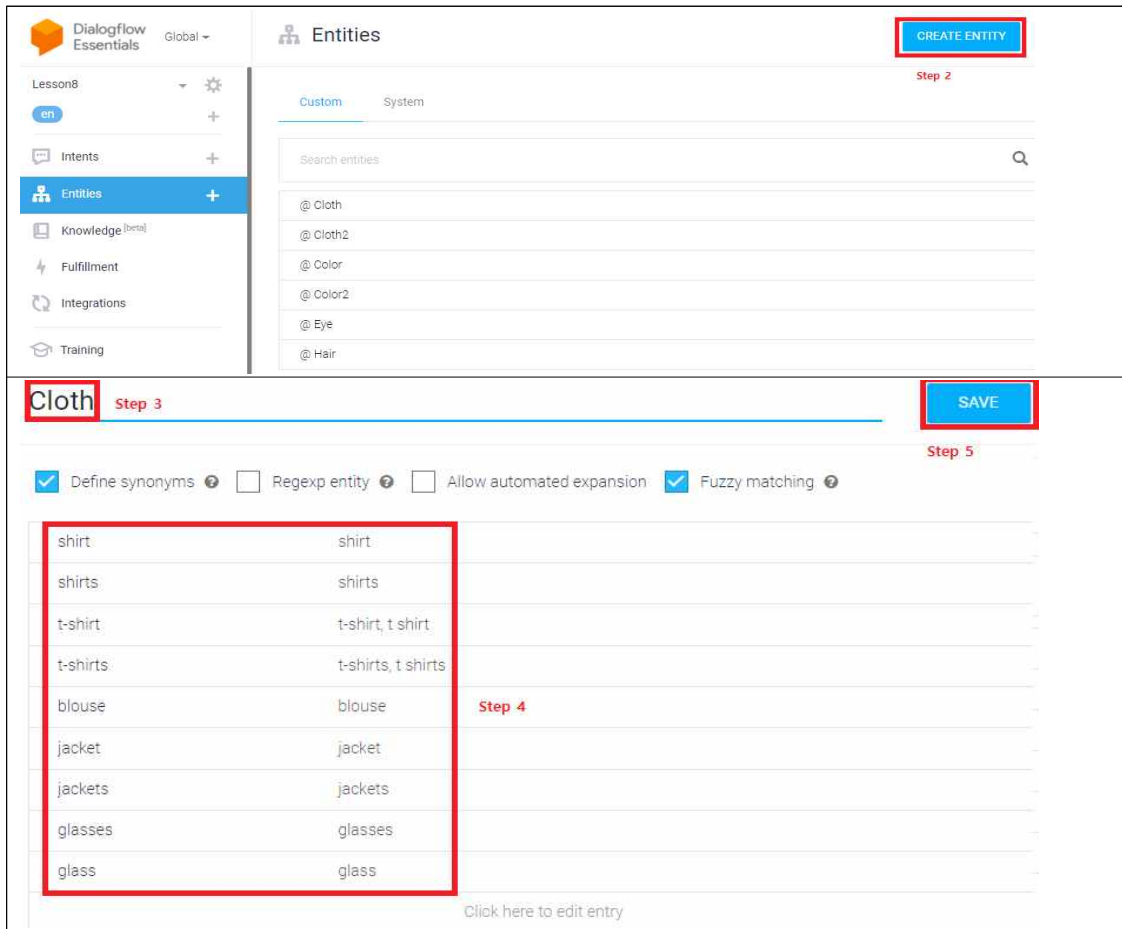 Dialogflow
Essentials
Global
Entities
CREATE ENTITY
Step 2
Lesson8
en
Custom System
Intents
Search entities
Entities
@ Cloth
Knowledge [beta]
@ Cloth2
Fulfillment
@ Color
Integrations
@ Color2
@ Eye
Training
@ Hair
Cloth Step 3
SAVE
Step 5
Define synonyms Regexp entity Allow automated expansion Fuzzy matching
shirt shirt
shirts shirts
t-shirt t-shirt, t shirt
t-shirts t-shirts, t shirts
blouse blouse Step 4
jacket jacket
jackets jackets
glasses glasses
glass glass
Click here to edit entry